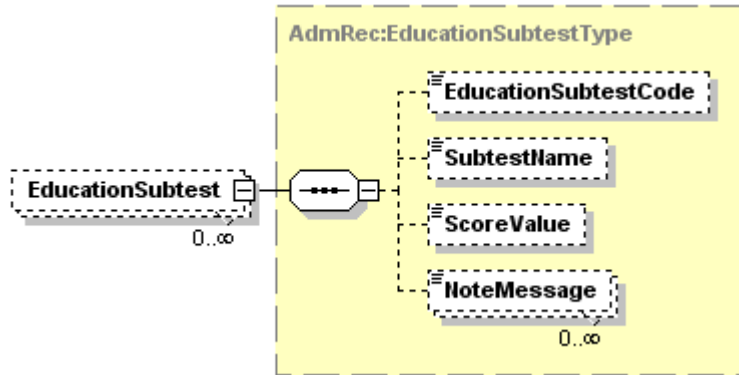 AdmRec:EducationSubtestType
EducationSubtestCode
SubtestName
EducationSubtest
0..∞
ScoreValue
NoteMessage
0..∞